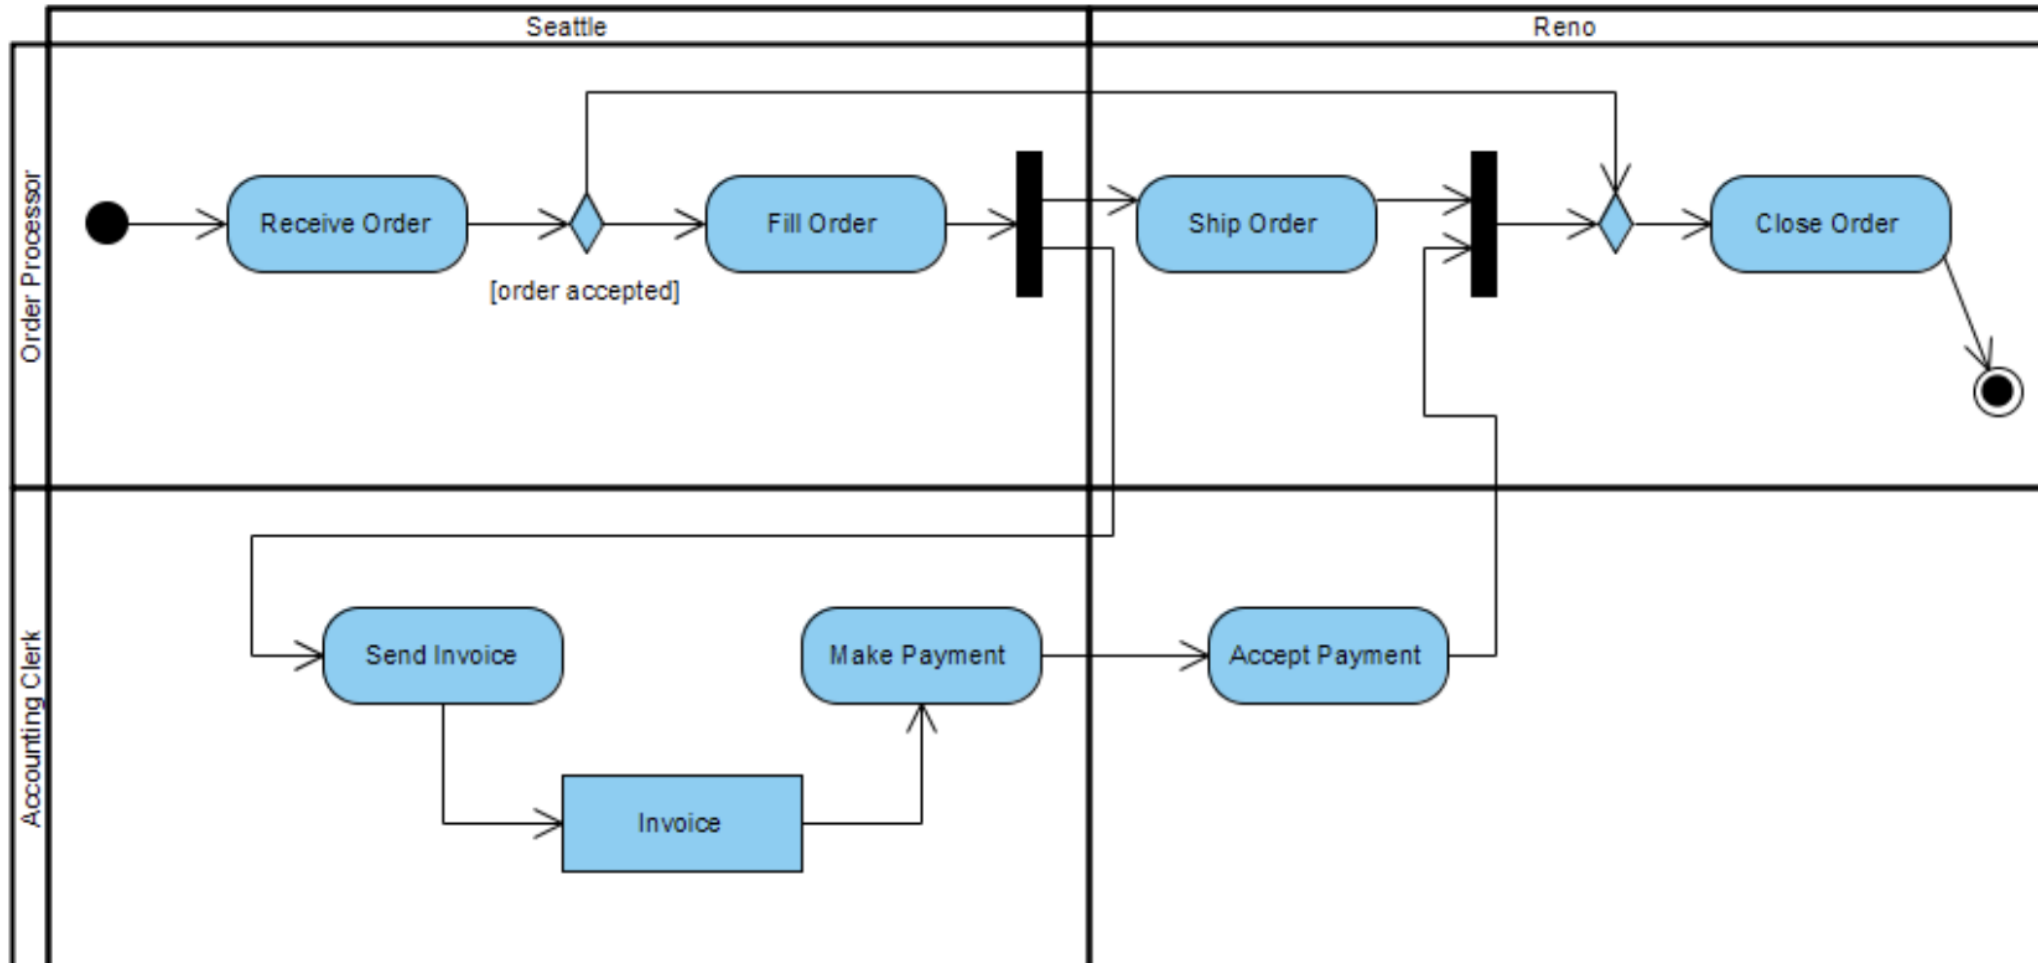 Seattle
Reno
Order Processor
Receive Order
Fill Order
Ship Order
Close Order
[order accepted]
Accounting Clerk
Send Invoice
Make Payment
Accept Payment
Invoice